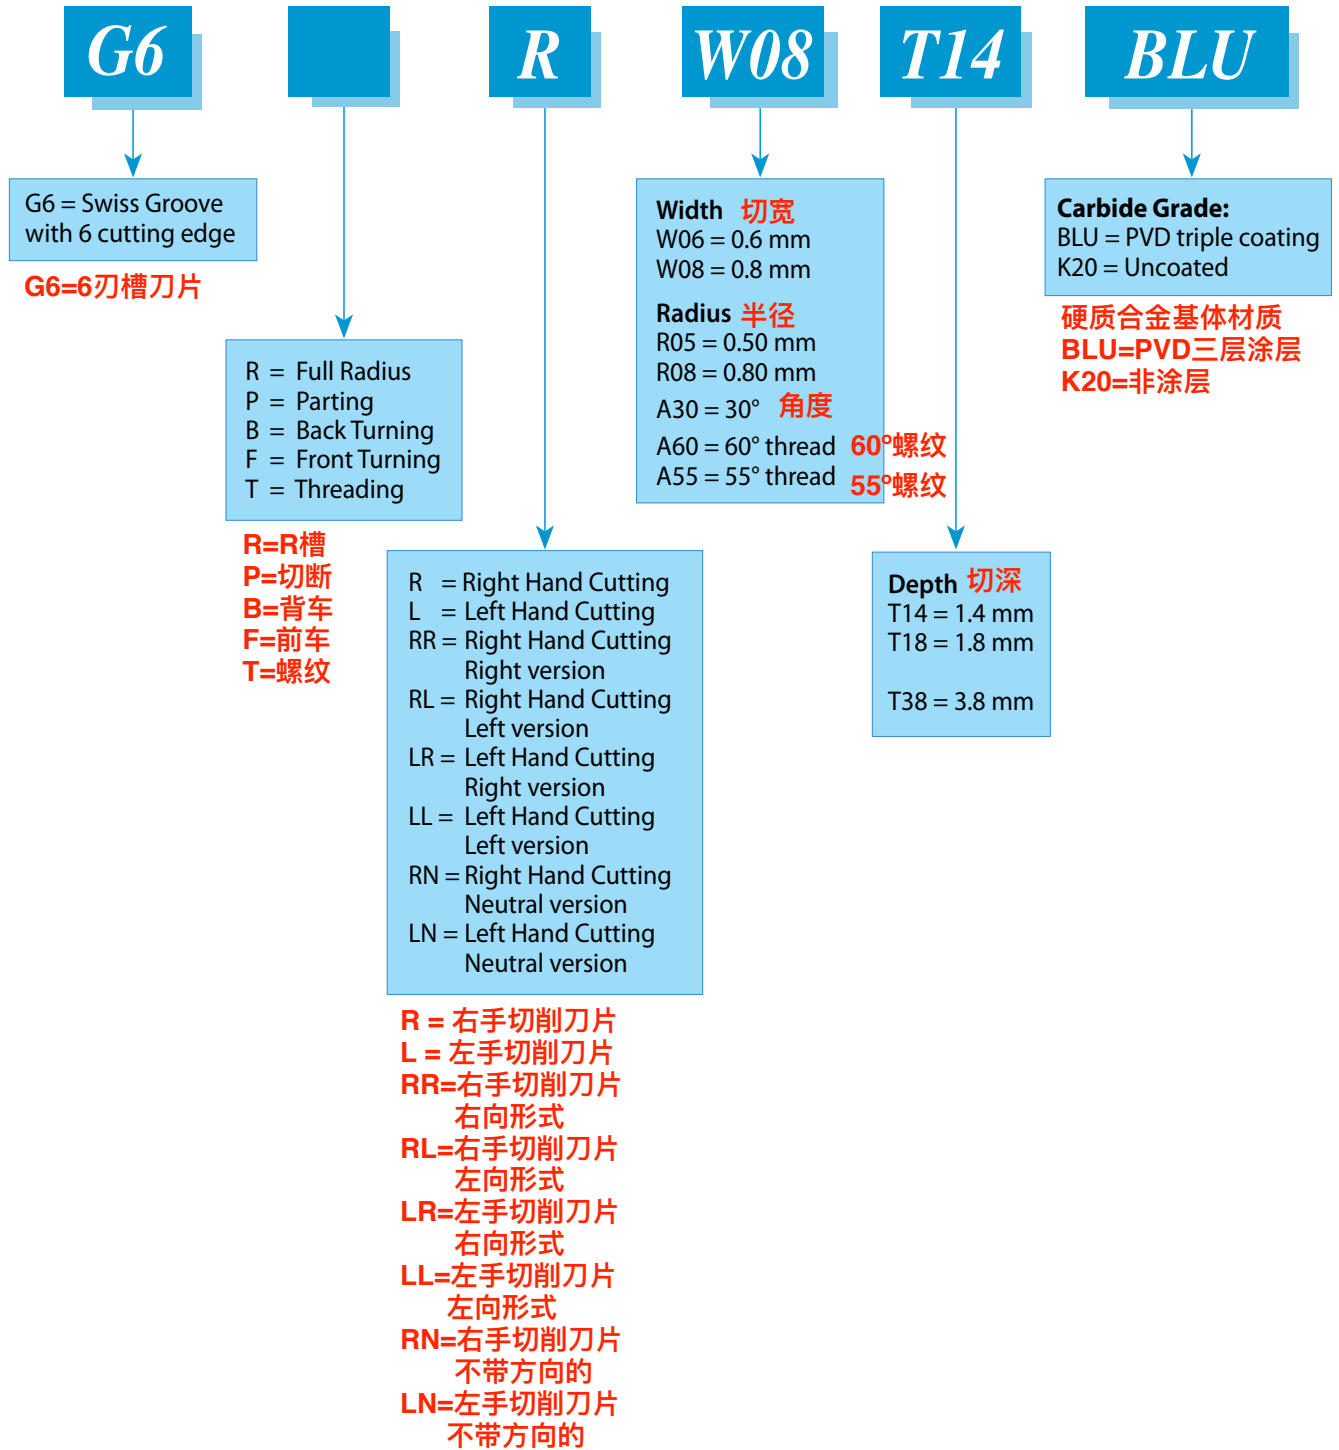 G6
R
W08
T14
BLU
G6 = Swiss Groove
with 6 cutting edge
G6=6刃槽刀片
R = Full Radius
P = Parting
B = Back Turning
F = Front Turning
T = Threading
R=R槽
P=切断
B=背车
F=前车
T=螺纹
R = Right Hand Cutting
L = Left Hand Cutting
RR = Right Hand Cutting
Right version
RL = Right Hand Cutting
Left version
LR = Left Hand Cutting
Right version
LL = Left Hand Cutting
Left version
RN = Right Hand Cutting
Neutral version
LN = Left Hand Cutting
Neutral version
R = 右手切削刀片
L = 左手切削刀片
RR=右手切削刀片
右向形式
RL=右手切削刀片
左向形式
LR=左手切削刀片
右向形式
LL=左手切削刀片
左向形式
RN=右手切削刀片
不带方向的
LN=左手切削刀片
不带方向的
Width 切宽
W06 = 0.6 mm
W08 = 0.8 mm
Radius 半径
R05 = 0.50 mm
R08 = 0.80 mm
A30 = 30° 角度
A60 = 60° thread 60°螺纹
A55 = 55° thread 55°螺纹
Depth 切深
T14 = 1.4 mm
T18 = 1.8 mm
T38 = 3.8 mm
Carbide Grade:
BLU = PVD triple coating
K20 = Uncoated
硬质合金基体材质
BLU=PVD三层涂层
K20=非涂层